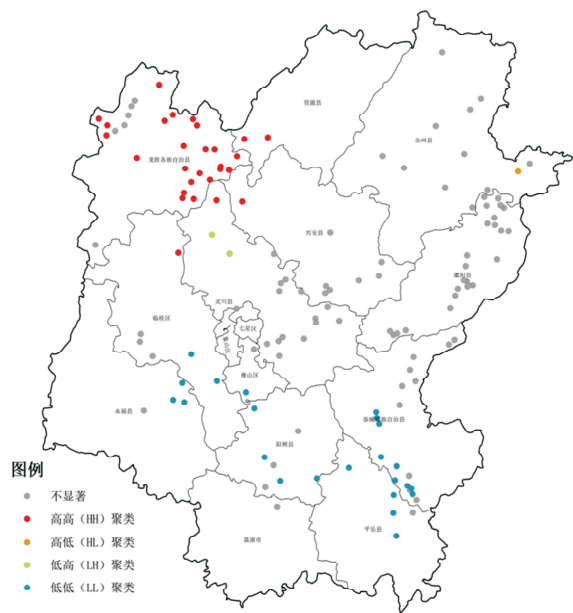 资源县
全州县
龙胜各族自治县
兴安县
灌阳县
灵川县
临桂区
七星区
雁山区
永福县
恭城瑶族自治县
阳朔县
平乐县
荔浦市
图例
不显著
高高（HH）聚类
高低（HL）聚类
低高（LH）聚类
低低（LL）聚类